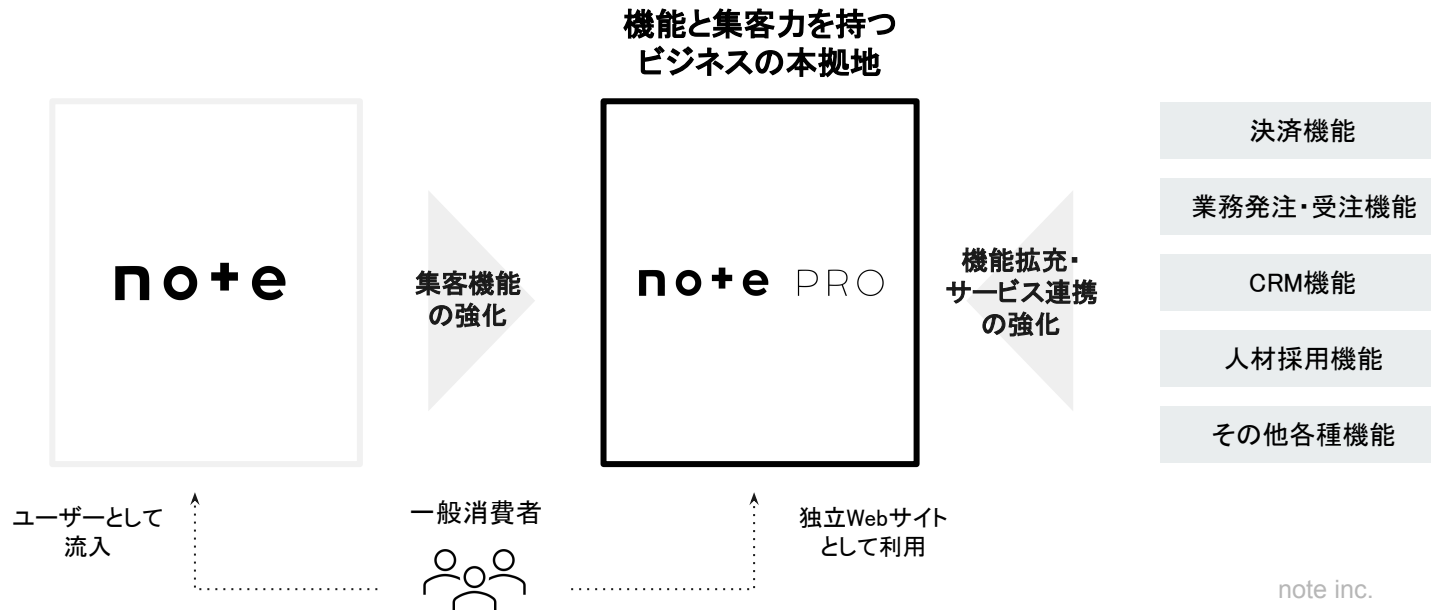 機能と集客力を持つ
ビジネスの本拠地
note
集客機能
の強化
note PRO
機能拡充・
サービス連携
の強化
決済機能
業務発注・受注機能
CRM機能
人材採用機能
その他各種機能
ユーザーとして
流入
一般消費者
独立Webサイト
として利用
note inc.